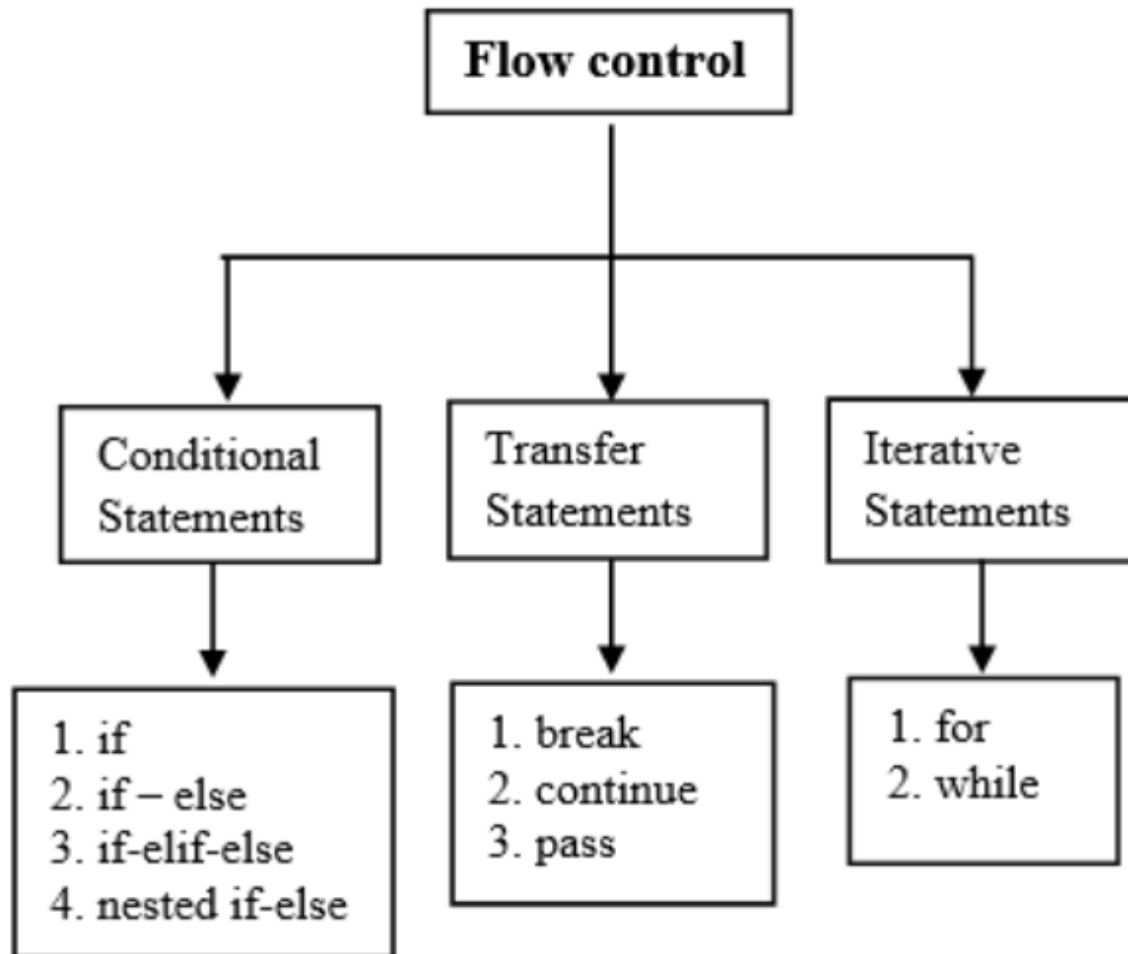 Flow control
Conditional
Statements
Transfer
Statements
Iterative
Statements
1. if
2. if – else
3. if-elif-else
4. nested if-else
1. break
2. continue
3. pass
1. for
2. while